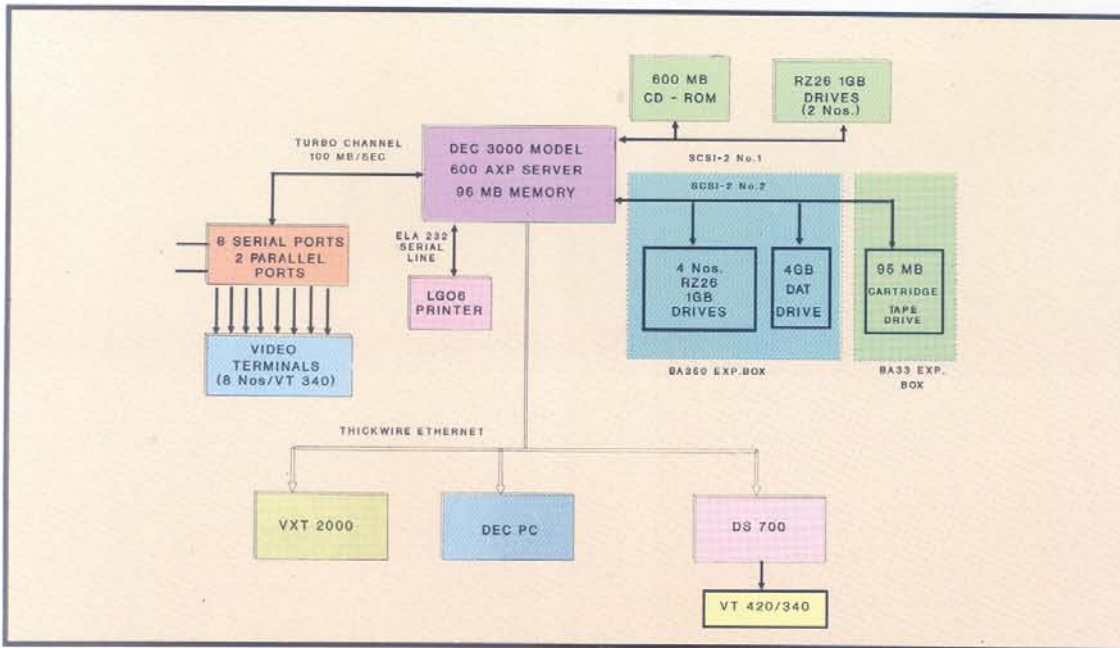 600 MB
CD - ROM
RZ26 1GB
DRIVES
(2 Nos.)
TURBO CHANNEL
100 MB/SEC
DEC 3000 MODEL
600 AXP SERVER
96 MB MEMORY
SCSI-2 No.1
SCSI-2 No.2
8 SERIAL PORTS
2 PARALLEL
PORTS
ELA 232
SERIAL
LINE
LG06
PRINTER
4 Nos.
RZ26
1GB
DRIVES
4GB
DAT
DRIVE
95 MB
CARTRIDGE
TAPE
DRIVE
VIDEO
TERMINALS
(8 Nos/VT 340)
BA350 EXP.BOX
BA33 EXP.
BOX
THICKWIRE ETHERNET
VXT 2000
DEC PC
DS 700
VT 420/340